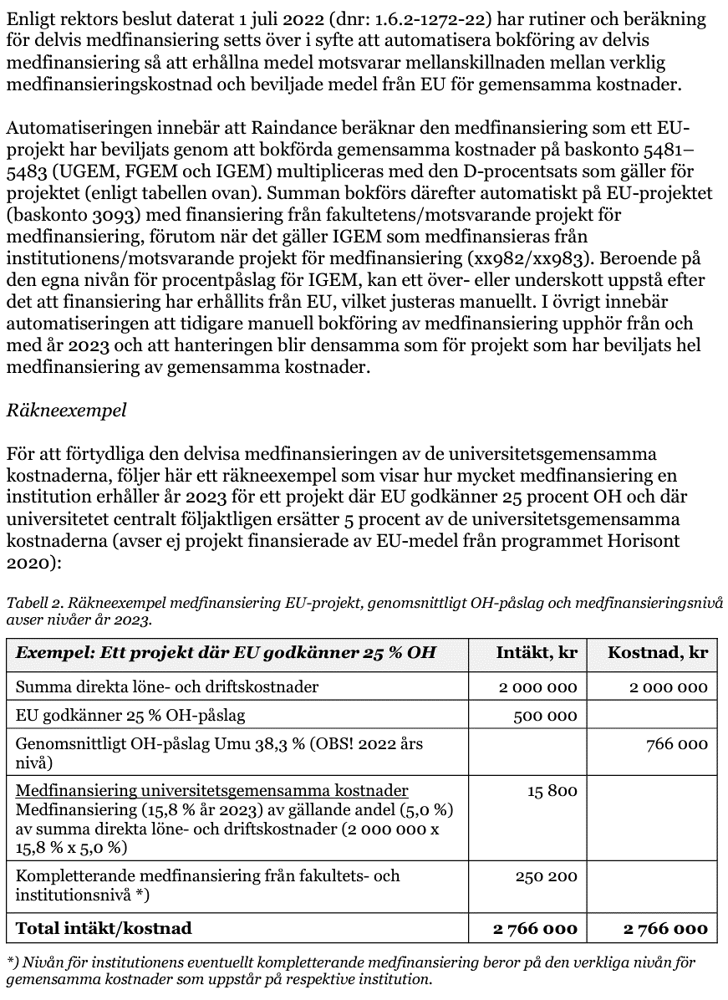 Enligt rektors beslut daterat 1 juli 2022 (dnr: 1.6.2-1272-22) har rutiner och beräkning
för delvis medfinansiering setts över i syfte att automatisera bokföring av delvis
medfinansiering så att erhållna medel motsvarar mellanskillnaden mellan verklig
medfinansieringskostnad och beviljade medel från EU för gemensamma kostnader.
Automatiseringen innebär att Raindance beräknar den medfinansiering som ett EU-
projekt har beviljats genom att bokförda gemensamma kostnader på baskonto 5481–
5483 (UGEM, FGEM och IGEM) multipliceras med den D-procentsats som gäller för
projektet (enligt tabellen ovan). Summan bokförs därefter automatiskt på EU-projektet
(baskonto 3093) med finansiering från fakultetens/motsvarande projekt för
medfinansiering, förutom när det gäller IGEM som medfinansieras från
institutionens/motsvarande projekt för medfinansiering (xx982/xx983). Beroende på
den egna nivån för procentpåslag för IGEM, kan ett över- eller underskott uppstå efter
det att finansiering har erhållits från EU, vilket justeras manuellt. I övrigt innebär
automatiseringen att tidigare manuell bokföring av medfinansiering upphör från och
med år 2023 och att hanteringen blir densamma som för projekt som har beviljats hel
medfinansiering av gemensamma kostnader.
Räkneexempel
För att förtydliga den delvisa medfinansieringen av de universitetsgemensamma
kostnaderna, följer här ett räkneexempel som visar hur mycket medfinansiering en
institution erhåller år 2023 för ett projekt där EU godkänner 25 procent OH och där
universitetet centralt följaktligen ersätter 5 procent av de universitetsgemensamma
kostnaderna (avser ej projekt finansierade av EU-medel från programmet Horisont
2020):
Tabell 2. Räkneexempel medfinansiering EU-projekt, genomsnittligt OH-påslag och medfinansieringsnivå
avser nivåer år 2023.
Exempel: Ett projekt där EU godkänner 25 % OH Intäkt, kr Kostnad, kr
Summa direkta löne- och driftskostnader 2 000 000 2 000 000
EU godkänner 25 % OH-påslag 500 000
Genomsnittligt OH-påslag Umu 38,3 % (OBS! 2022 års 766 000
nivå)
Medfinansiering universitetsgemensamma kostnader 15 800
Medfinansiering (15,8 % år 2023) av gällande andel (5,0 %)
av summa direkta löne- och driftskostnader (2 000 000 x
15,8 % x 5,0 %)
Kompletterande medfinansiering från fakultets- och 250 200
institutionsnivå *)
Total intäkt/kostnad 2 766 000 2 766 000
*) Nivån för institutionens eventuellt kompletterande medfinansiering beror på den verkliga nivån för
gemensamma kostnader som uppstår på respektive institution.